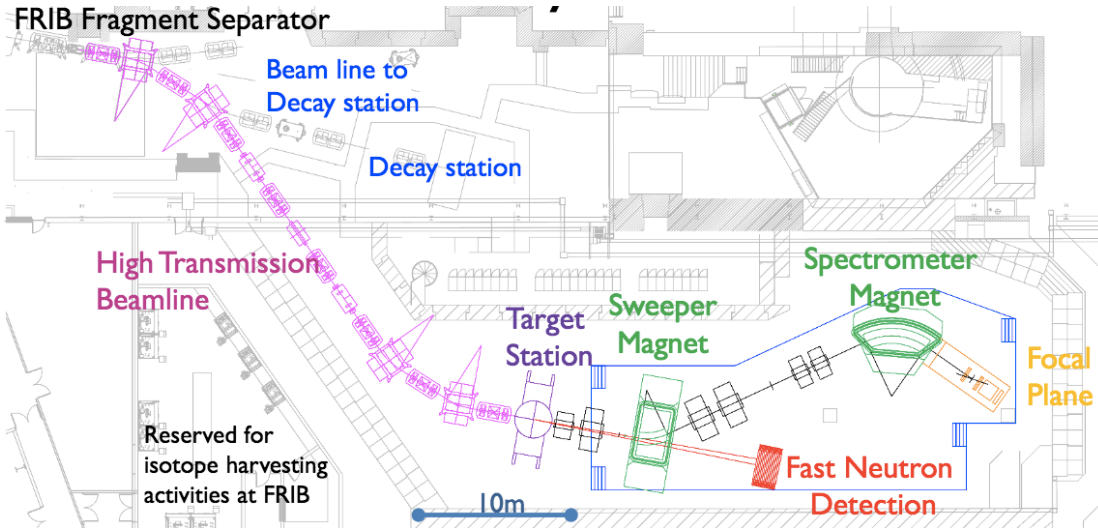 FRIB Fragment Separator
Beam line to
Decay station
Decay station
High Transmission
Beamline
Spectrometer
Magnet
Sweeper
Magnet
Target
Station
Focal
Plane
Reserved for
isotope harvesting
activities at FRIB
Fast Neutron
Detection
10m